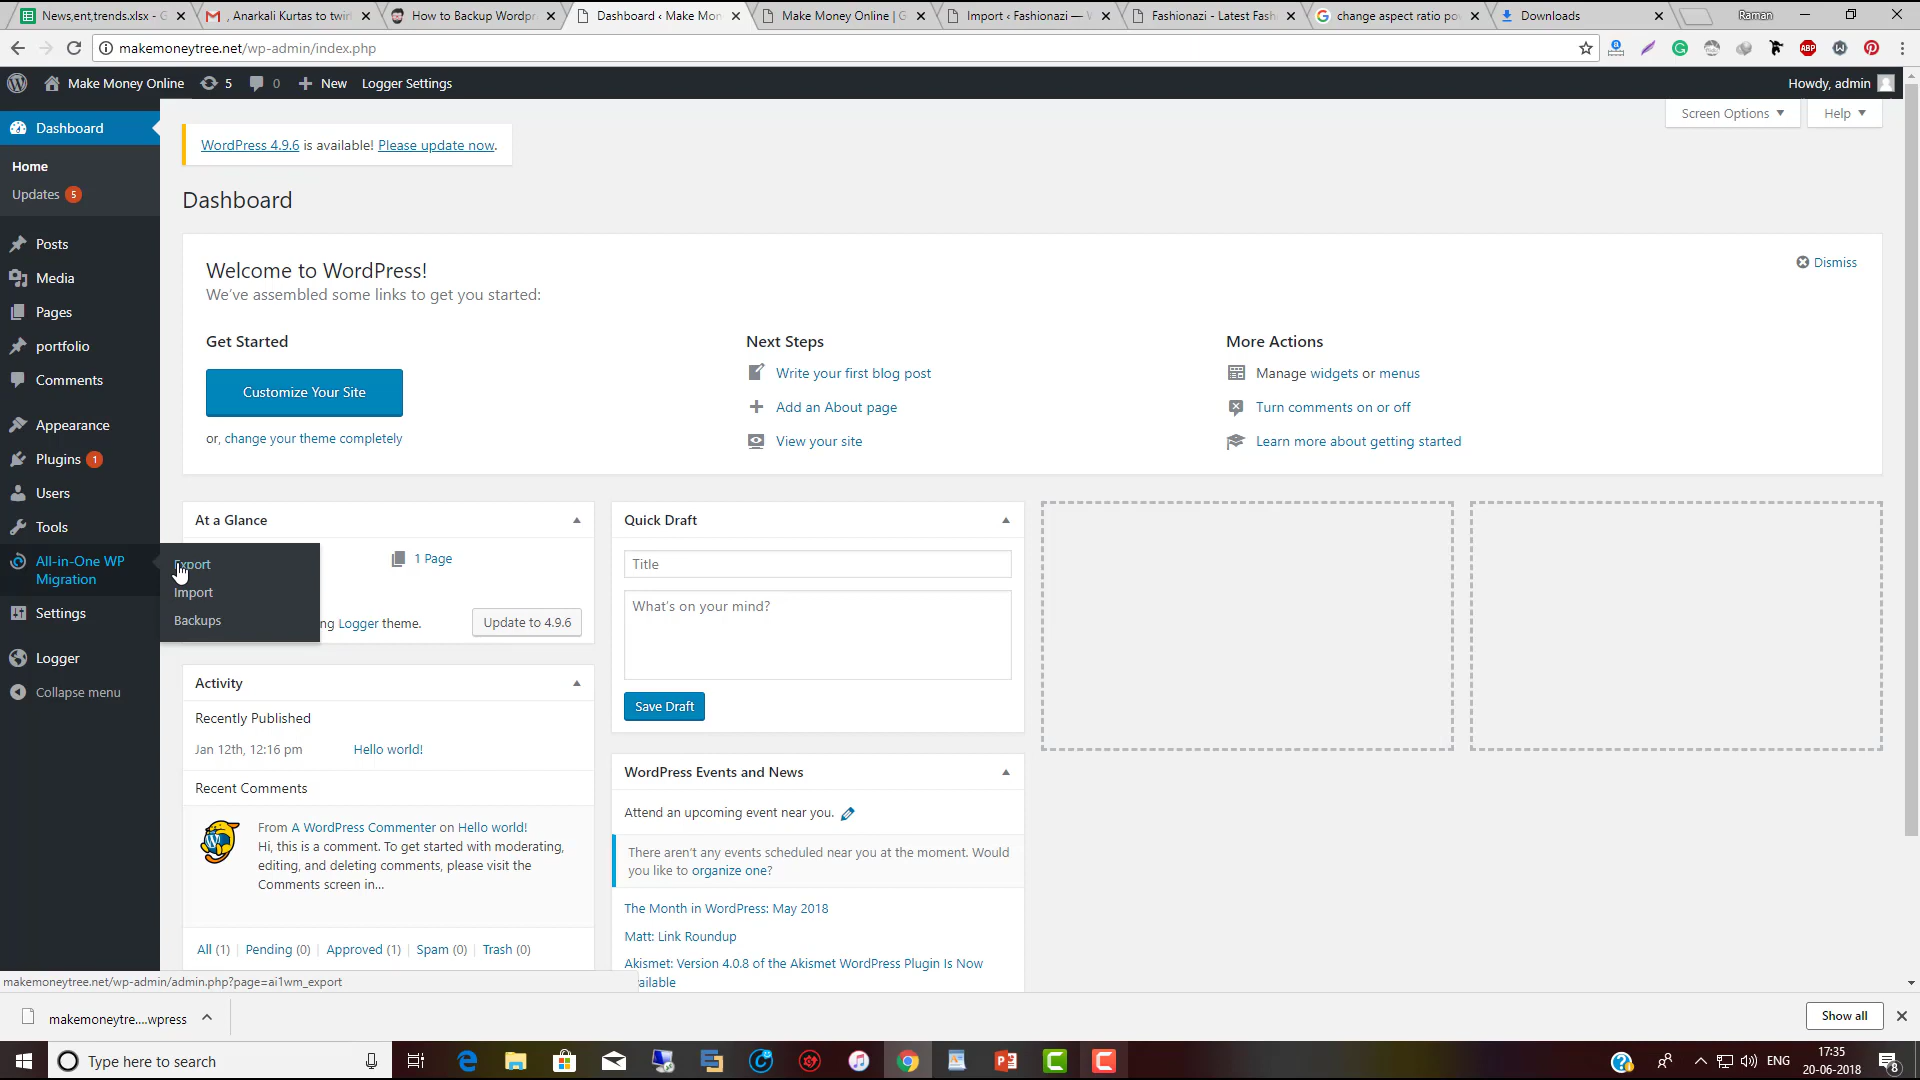 News,ent,trends.xlsx - G
, Anarkali Kurtas to twir
How to Backup Wordpr
Dashboard ‹ Make Mon
Make Money Online | G
Import ‹ Fashionazi — W
Fashionazi - Latest Fash
change aspect ratio po
Downloads
Raman
makemoneytree.net/wp-admin/index.php
ABP
Make Money Online
5
0
New
Logger Settings
Howdy, admin
Dashboard
Home
Updates 5
Posts
Media
Pages
portfolio
Comments
Appearance
Plugins 1
Users
Tools
All-in-One WP
Migration
Settings
Logger
Collapse menu
Export
Import
Backups
Screen Options
Help
WordPress 4.9.6 is available! Please update now.
Dashboard
Welcome to WordPress!
Dismiss
We've assembled some links to get you started:
Get Started
Customize Your Site
or, change your theme completely
Next Steps
Write your first blog post
Add an About page
View your site
More Actions
Manage widgets or menus
Turn comments on or off
Learn more about getting started
At a Glance
1 Page
ng Logger theme.
Update to 4.9.6
Activity
Recently Published
Jan 12th, 12:16 pm
Hello world!
Recent Comments
From A WordPress Commenter on Hello world!
Hi, this is a comment. To get started with moderating,
editing, and deleting comments, please visit the
Comments screen in...
All (1) | Pending (0) | Approved (1) | Spam (0) | Trash (0)
Quick Draft
Title
What's on your mind?
Save Draft
WordPress Events and News
Attend an upcoming event near you.
There aren't any events scheduled near you at the moment. Would
you like to organize one?
The Month in WordPress: May 2018
Matt: Link Roundup
Akismet: Version 4.0.8 of the Akismet WordPress Plugin Is Now
ailable
makemoneytree.net/wp-admin/admin.php?page=ai1wm_export
makemoneytre....wpress
Show all
Type here to search
ENG
17:35
20-06-2018
8